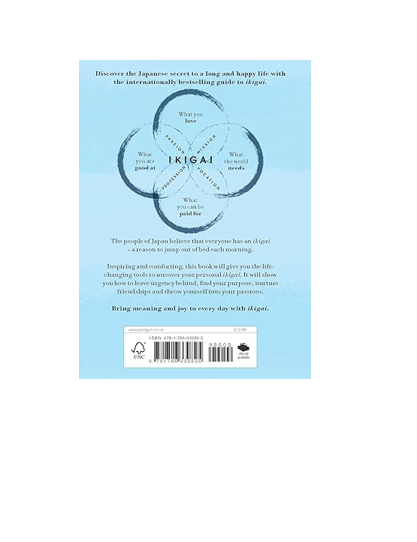 Discover the Japanese secret to a long and happy life with
the internationally bestselling guide to ikigai.
What you
love
PASSION
MISSION
What
you are
good at
IKIGAI
What
the world
needs
PROFESSION
VOCATION
What
you can be
paid for
The people of Japan believe that everyone has an ikigai
– a reason to jump out of bed each morning.
Inspiring and comforting, this book will give you the life-
changing tools to uncover your personal ikigai. It will show
you how to leave urgency behind, find your purpose, nurture
friendships and throw yourself into your passions.
Bring meaning and joy to every day with ikigai.
FSC
ISBN
90000